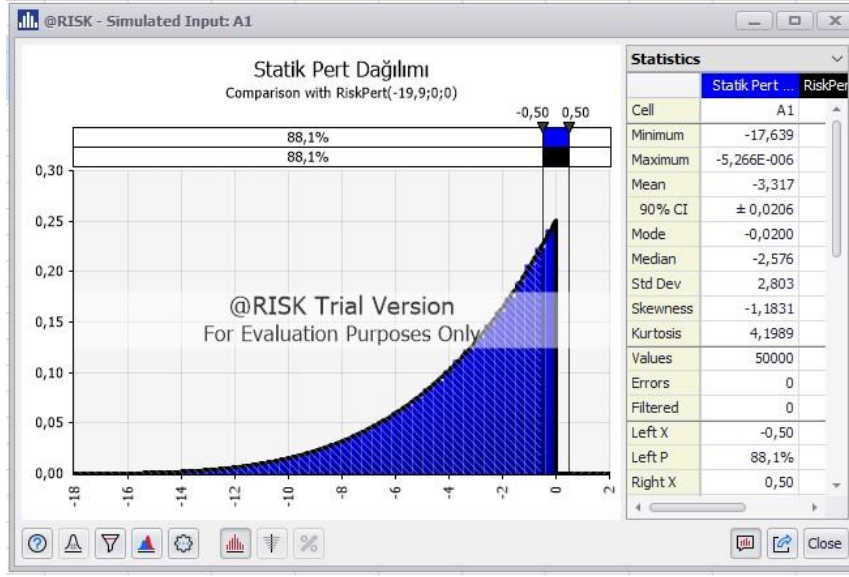 @RISK - Simulated Input: A1
Statik Pert Dağılımı
Comparison with RiskPert(-19,9;0;0)
-0,50 0,50
88,1%
88,1%
0,30
0,25
0,20
0,15
0,10
0,05
0,00
-18 -16 -14 -12 -10 -8 -6 -4 -2 0 2
@RISK Trial Version
For Evaluation Purposes Only
Statistics
Statik Pert ... RiskPer
Cell A1
Minimum -17,639
Maximum -5,266E-006
Mean -3,317
90% CI ± 0,0206
Mode -0,0200
Median -2,576
Std Dev 2,803
Skewness -1,1831
Kurtosis 4,1989
Values 50000
Errors 0
Filtered 0
Left X -0,50
Left P 88,1%
Right X 0,50
Close